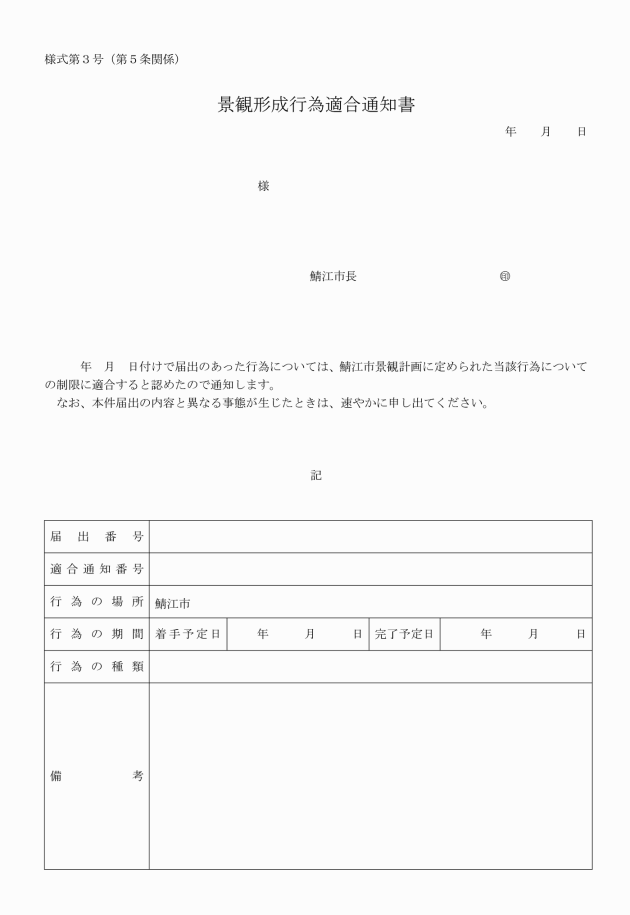 様式第３号（第５条関係）
景観形成行為適合通知書
年　　月　　日
様
鯖江市長　　　　　　　　　　　　㊞
年　月　日付けで届出のあった行為については、鯖江市景観計画に定められた当該行為について
の制限に適合すると認めたので通知します。
なお、本件届出の内容と異なる事態が生じたときは、速やかに申し出てください。
記
届出番号
適合通知番号
行為の場所　鯖江市
行為の期間　着手予定日　年　　月　　日　完了予定日　年　　月　　日
行為の種類
備考